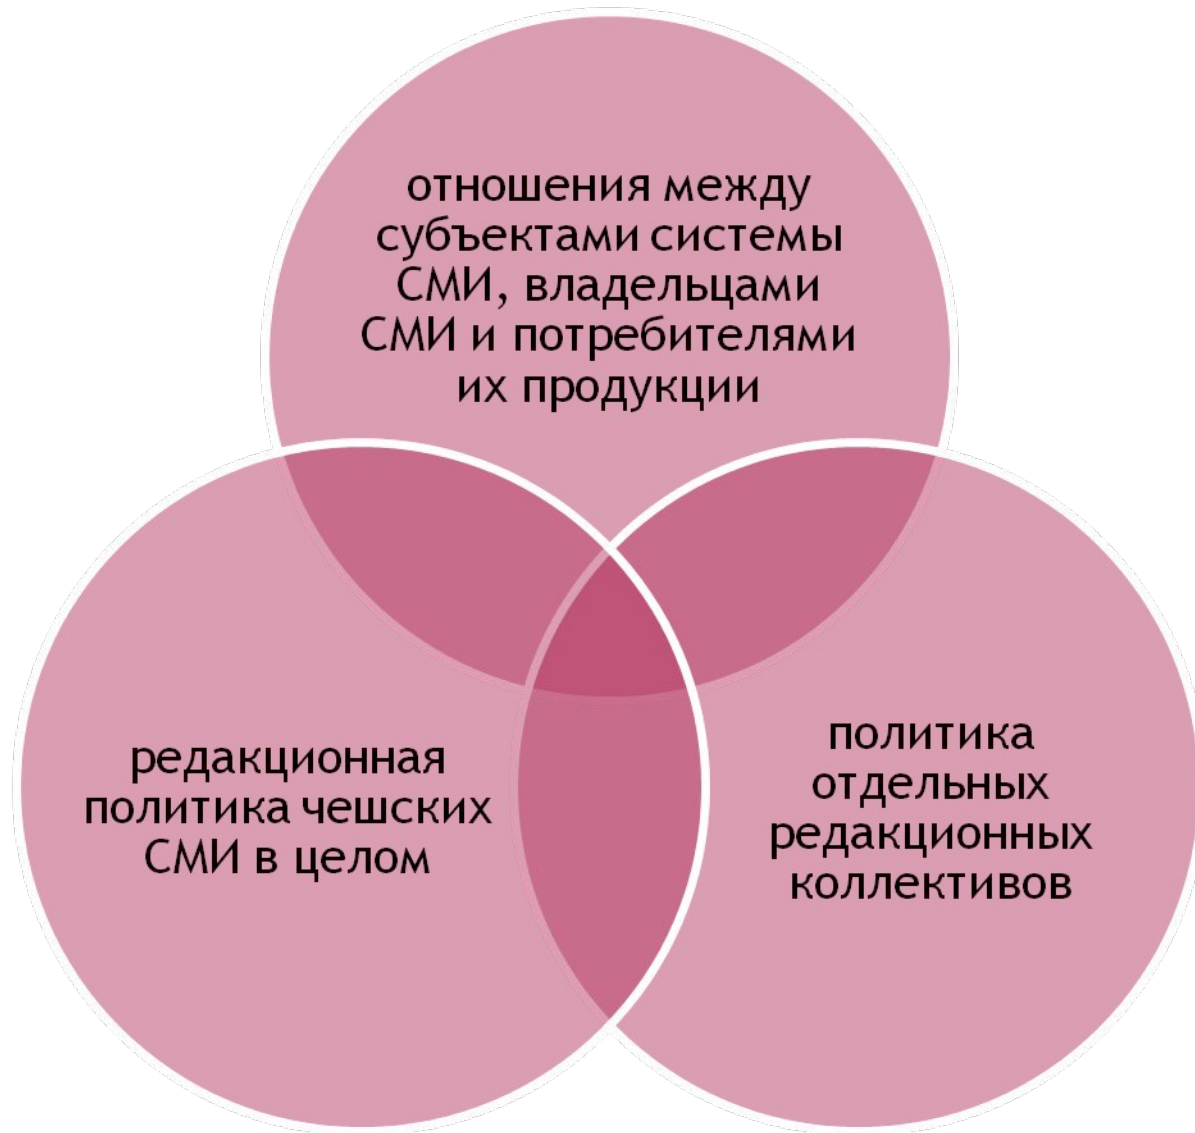 отношения между
субъектами системы
СМИ, владельцами
СМИ и потребителями
их продукции
редакционная
политика чешских
СМИ в целом
политика
отдельных
редакционных
коллективов